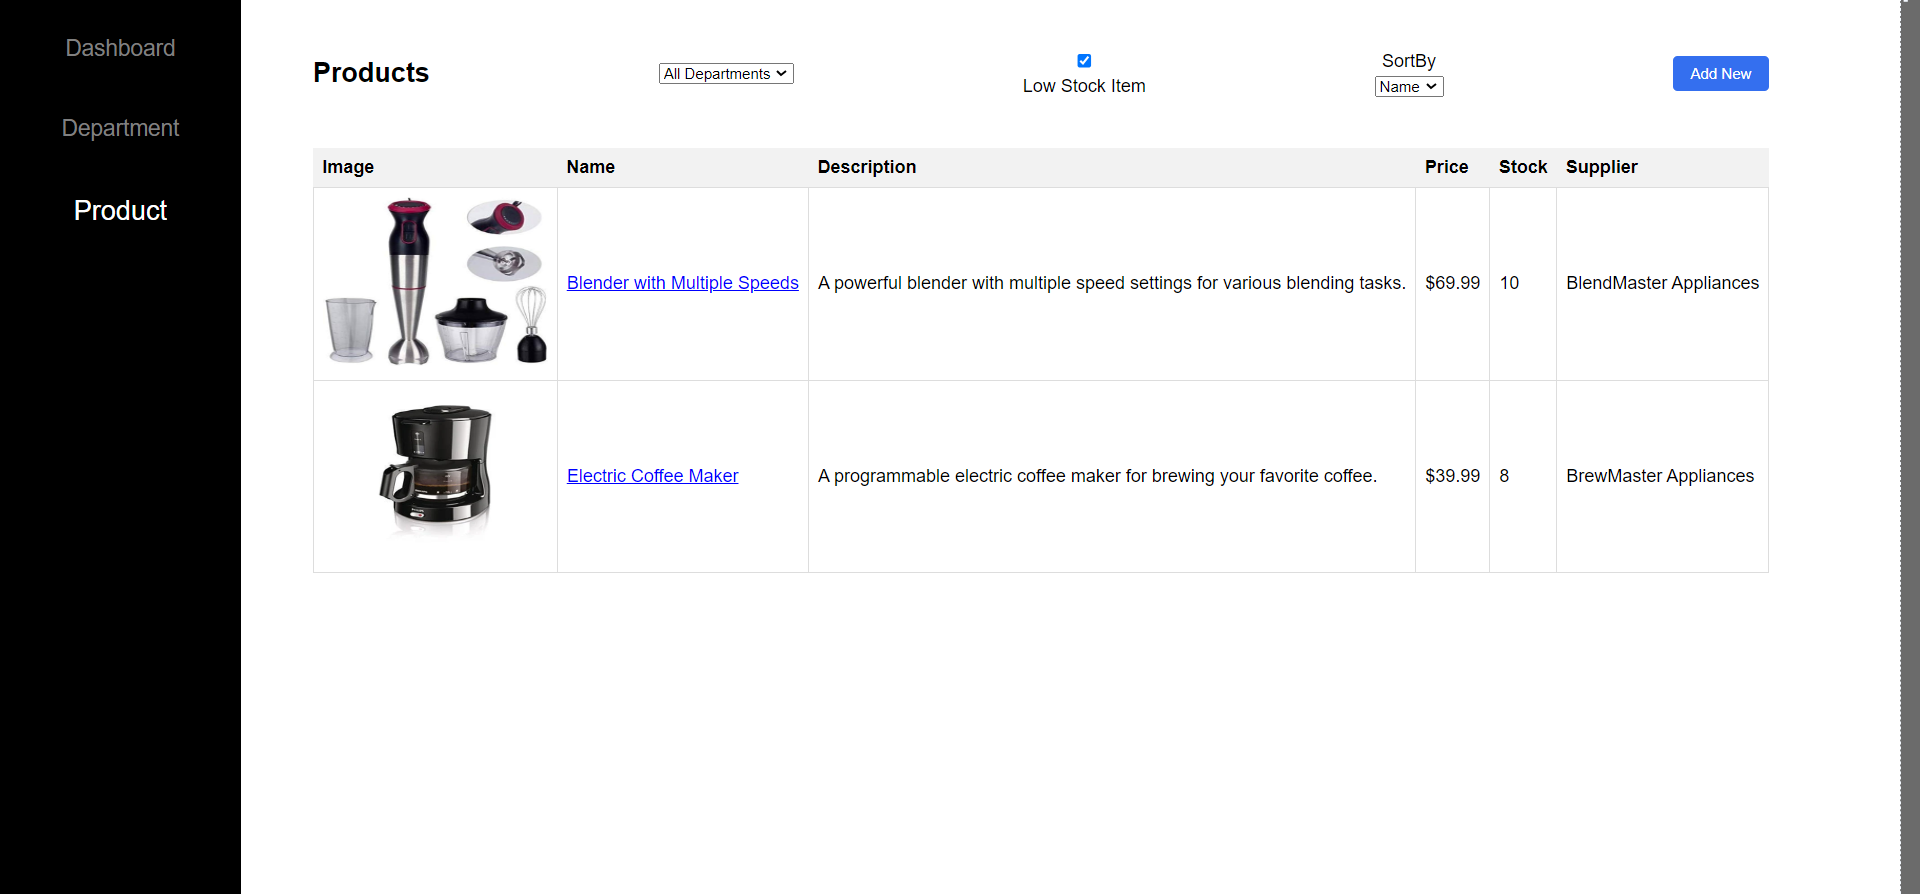 Dashboard
Department
Product
Products
All Departments
Low Stock Item
SortBy
Name
Add New
Image Name Description Price Stock Supplier
Blender with Multiple Speeds A powerful blender with multiple speed settings for various blending tasks. $69.99 10 BlendMaster Appliances
Electric Coffee Maker A programmable electric coffee maker for brewing your favorite coffee. $39.99 8 BrewMaster Appliances